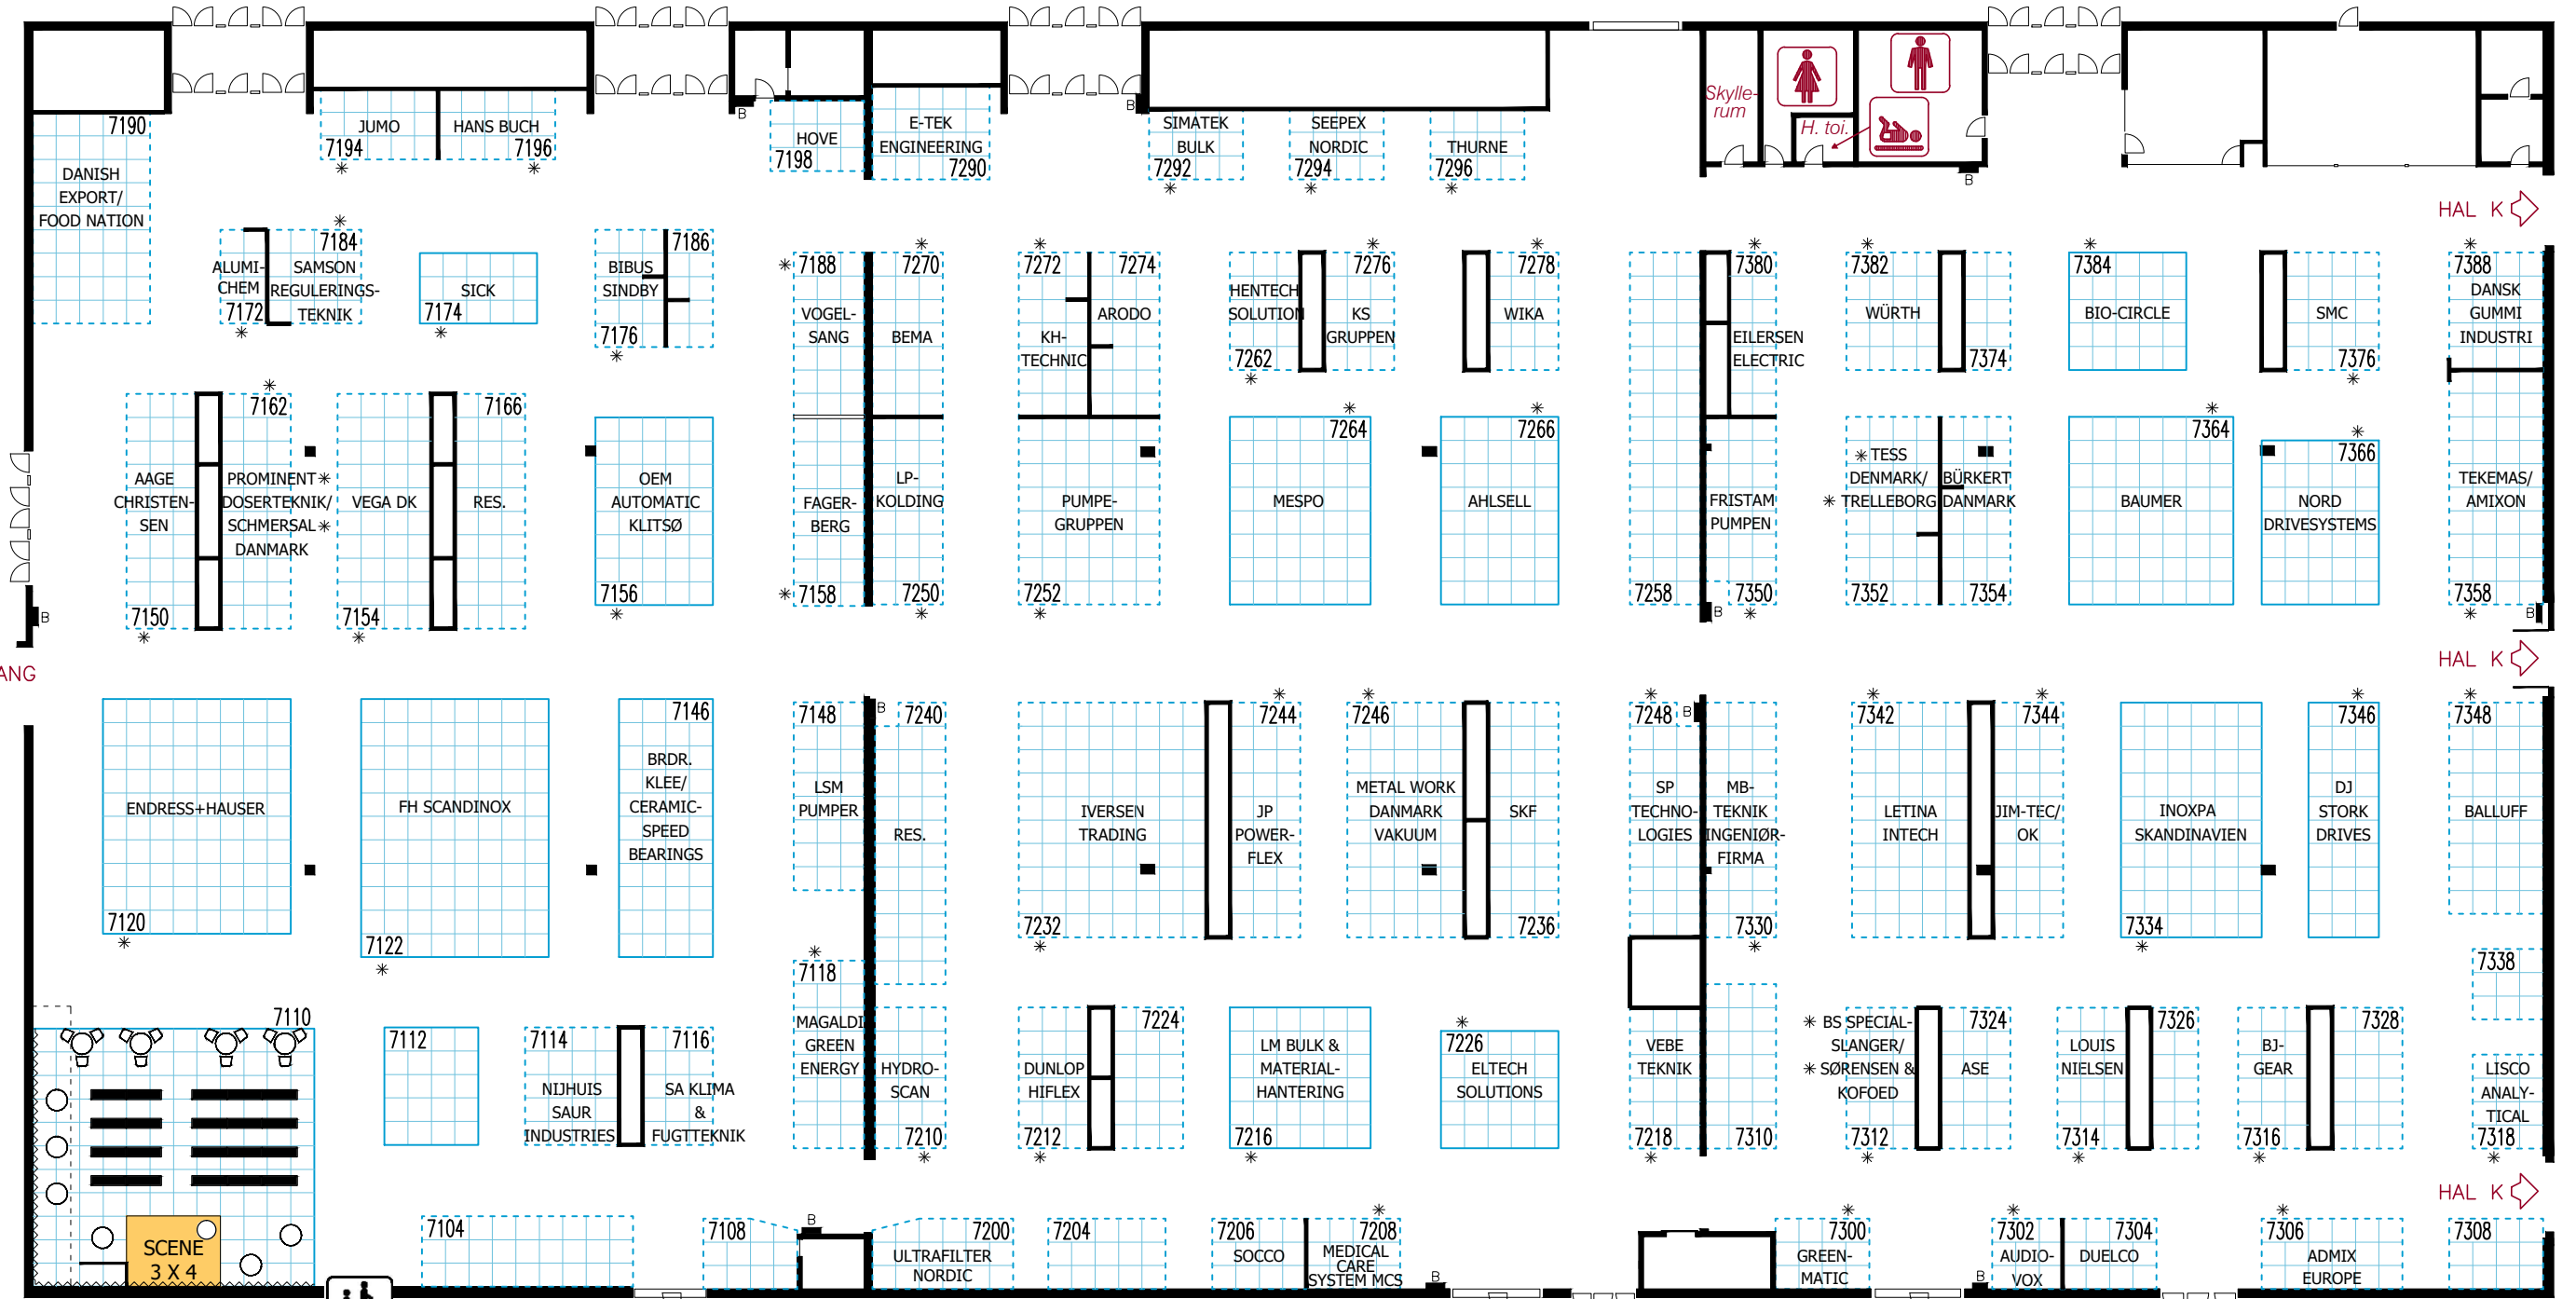 Skylle-
rum
H. toi.
7190
DANISH
EXPORT/
FOOD NATION
JUMO
7194
HANS BUCH
7196
B
HOVE
7198
E-TEK
ENGINEERING
7290
B
SIMATEK
BULK
7292
SEEPEX
NORDIC
7294
THURNE
7296
B
HAL K
ALUMI-
CHEM
7172
7184
SAMSON
REGULERINGS-
TEKNIK
SICK
7174
BIBUS
SINDBY
7176
7186
7188
VOGEL-
SANG
7270
BEMA
7272
KH-
TECHNIC
7274
ARODO
HENTECH
SOLUTION
7262
7276
KS
GRUPPEN
7278
WIKA
7380
EILERSEN
ELECTRIC
7382
WÜRTH
7374
7384
BIO-CIRCLE
SMC
7376
7388
DANSK
GUMMI
INDUSTRI
AAGE
CHRISTEN-
SEN
7150
7162
PROMINENT
DOSERTEKNIK/
SCHMERSAL
DANMARK
VEGA DK
7154
7166
RES.
OEM
AUTOMATIC
KLITSØ
7156
FAGER-
BERG
7158
LP-
KOLDING
7250
PUMPE-
GRUPPEN
7252
7264
MESPO
7266
AHLSELL
7258
FRISTAM
PUMPEN
7350
TESS
DENMARK/
TRELLEBORG
7352
BÜRKERT
DANMARK
7354
7364
BAUMER
7366
NORD
DRIVESYSTEMS
TEKEMAS/
AMIXON
7358
B
B
B
ANG
HAL K
ENDRESS+HAUSER
7120
FH SCANDINOX
7122
7146
BRDR.
KLEE/
CERAMIC-
SPEED
BEARINGS
7148
LSM
PUMPER
B
7240
RES.
IVERSEN
TRADING
7232
7244
JP
POWER-
FLEX
7246
METAL WORK
DANMARK
VAKUUM
SKF
7236
7248
B
SP
TECHNO-
LOGIES
MB-
TEKNIK
INGENIØR-
FIRMA
7330
7342
LETINA
INTECH
7344
JIM-TEC/
OK
INOXPA
SKANDINAVIEN
7334
7346
DJ
STORK
DRIVES
7348
BALLUFF
7338
7110
7112
7114
NIJHUIS
SAUR
INDUSTRIES
7116
SA KLIMA
&
FUGTTEKNIK
7118
MAGALDI
GREEN
ENERGY
HYDRO-
SCAN
7210
DUNLOP
HIFLEX
7212
7224
LM BULK &
MATERIAL-
HANTERING
7216
7226
ELTECH
SOLUTIONS
VEBE
TEKNIK
7218
7310
BS SPECIAL-
SLANGER/
SØRENSEN &
KOFOED
7312
7324
ASE
LOUIS
NIELSEN
7314
7326
BJ-
GEAR
7316
7328
LISCO
ANALY-
TICAL
7318
HAL K
SCENE
3 X 4
7104
7108
B
7200
ULTRAFILTER
NORDIC
7204
7206
SOCCO
7208
MEDICAL
CARE
SYSTEM MCS
B
7300
GREEN-
MATIC
B
7302
AUDIO-
VOX
7304
DUELCO
7306
ADMIX
EUROPE
7308